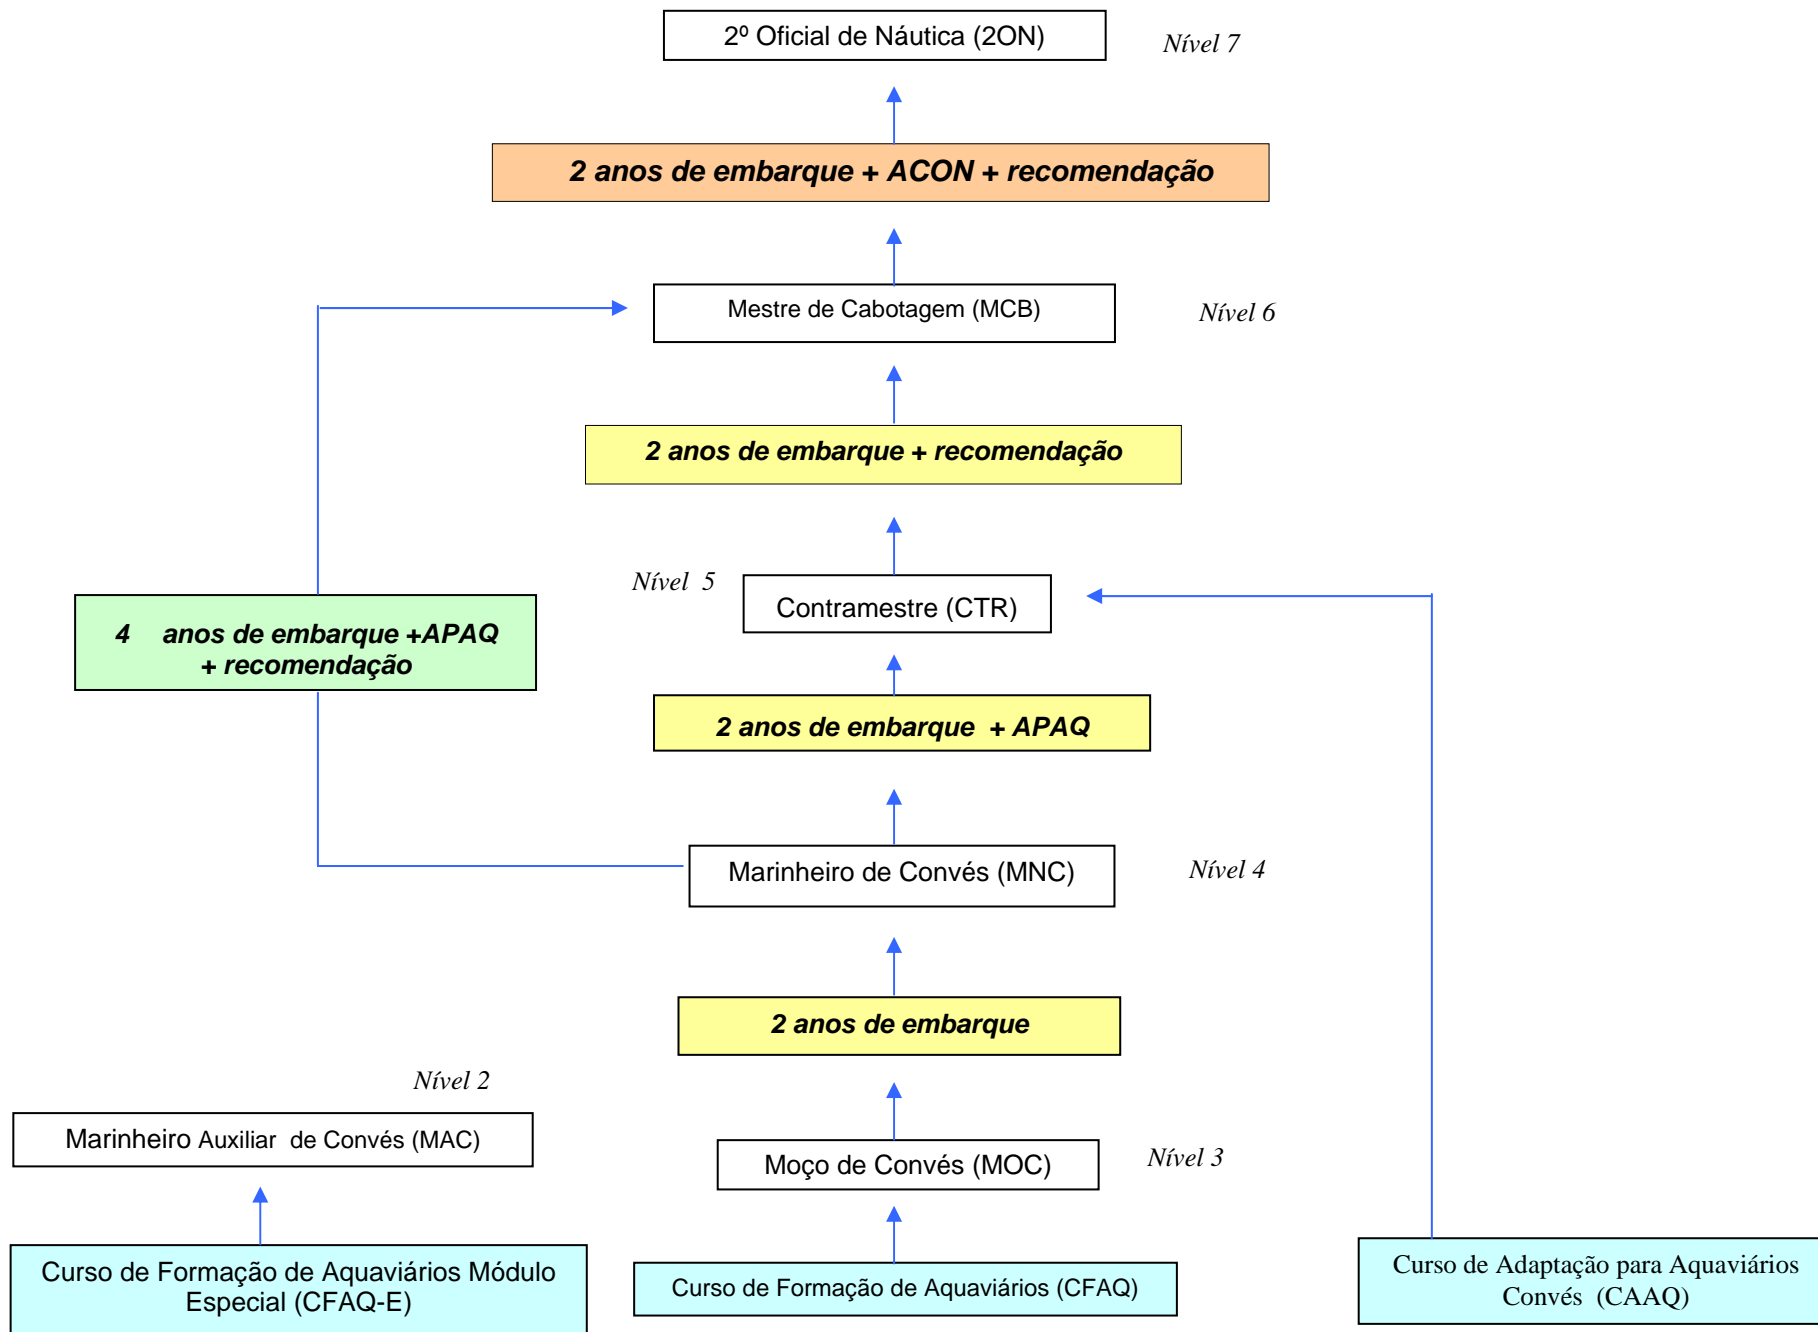 2º Oficial de Náutica (2ON)
Nível 7
2 anos de embarque + ACON + recomendação
Mestre de Cabotagem (MCB)
Nível 6
2 anos de embarque + recomendação
Nível 5
Contramestre (CTR)
4 anos de embarque +APAQ
+ recomendação
2 anos de embarque + APAQ
Marinheiro de Convés (MNC)
Nível 4
2 anos de embarque
Nível 2
Marinheiro Auxiliar de Convés (MAC)
Moço de Convés (MOC)
Nível 3
Curso de Formação de Aquaviários Módulo
Especial (CFAQ-E)
Curso de Formação de Aquaviários (CFAQ)
Curso de Adaptação para Aquaviários
Convés (CAAQ)